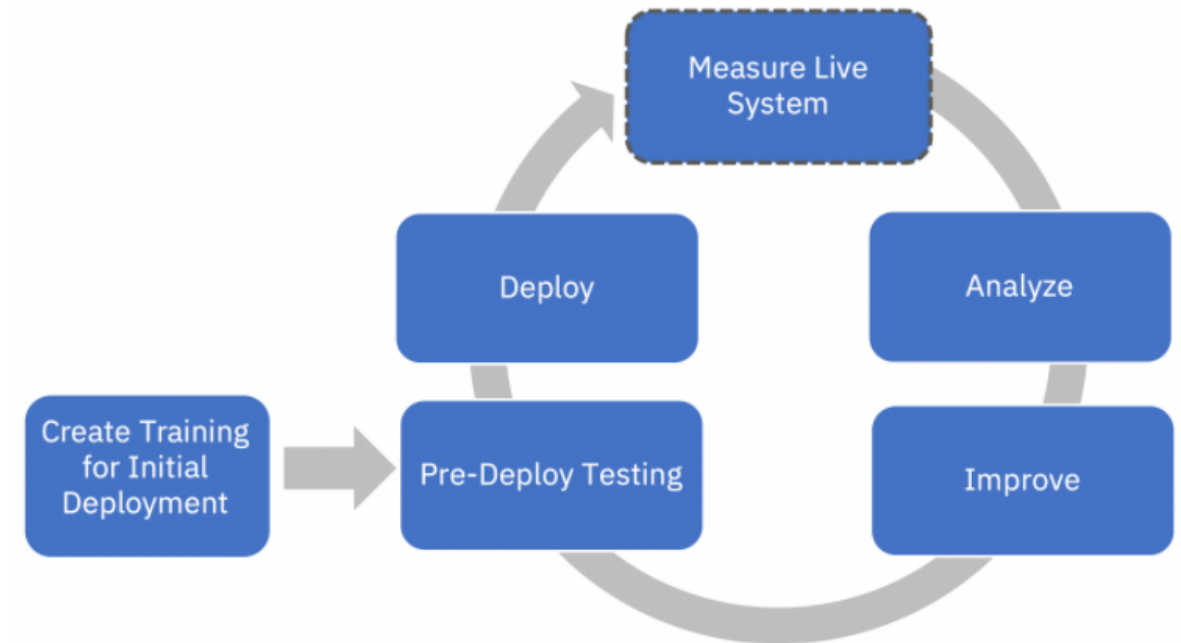 Measure Live
System
Deploy
Analyze
Create Training
for Initial
Deployment
Pre-Deploy Testing
Improve